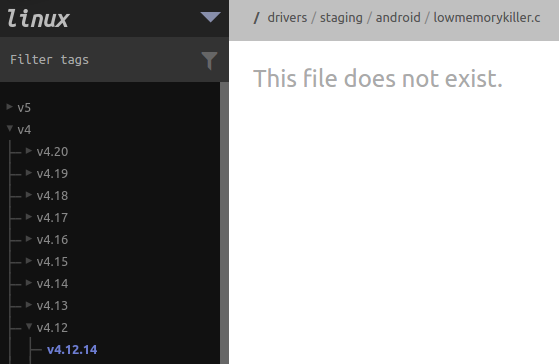 linux
/ drivers / staging / android / lowmemorykiller.c
Filter tags
This file does not exist.
v5
v4
v4.20
v4.19
v4.18
v4.17
v4.16
v4.15
v4.14
v4.13
v4.12
v4.12.14